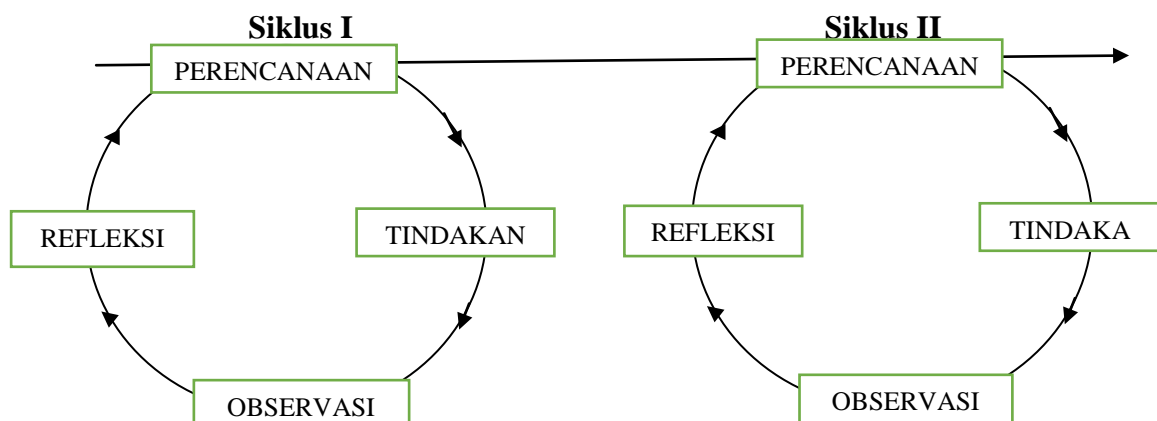 Siklus I
PERENCANAAN
TINDAKAN
OBSERVASI
REFLEKSI
Siklus II
PERENCANAAN
TINDAKA
OBSERVASI
REFLEKSI